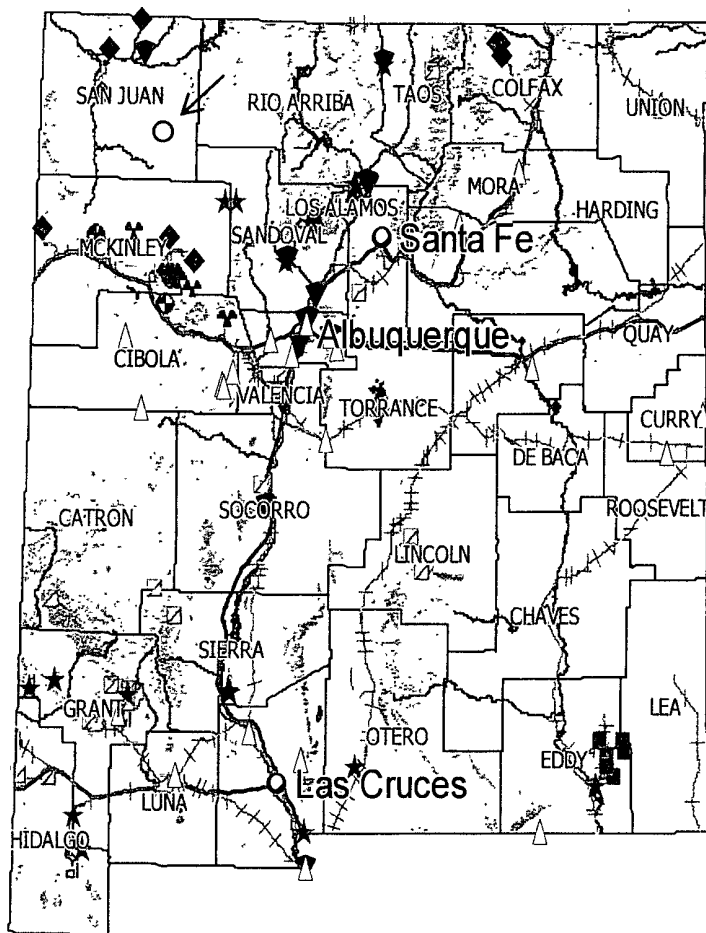 SAN JUAN
RIO ARRIBA
TAOS
COLFAX
UNION
MORA
LOS ALAMOS
HARDING
SANDOVAL
Santa Fe
MCKINLEY
Albuquerque
QUAY
CIBOLA
VALENCIA
TORRANCE
CURRY
DE BACA
SOCORRO
ROOSEVELT
CATRON
LINCOLN
CHAVES
SIERRA
GRANT
LEA
OTERO
EDDY
Las Cruces
LUNA
HIDALGO